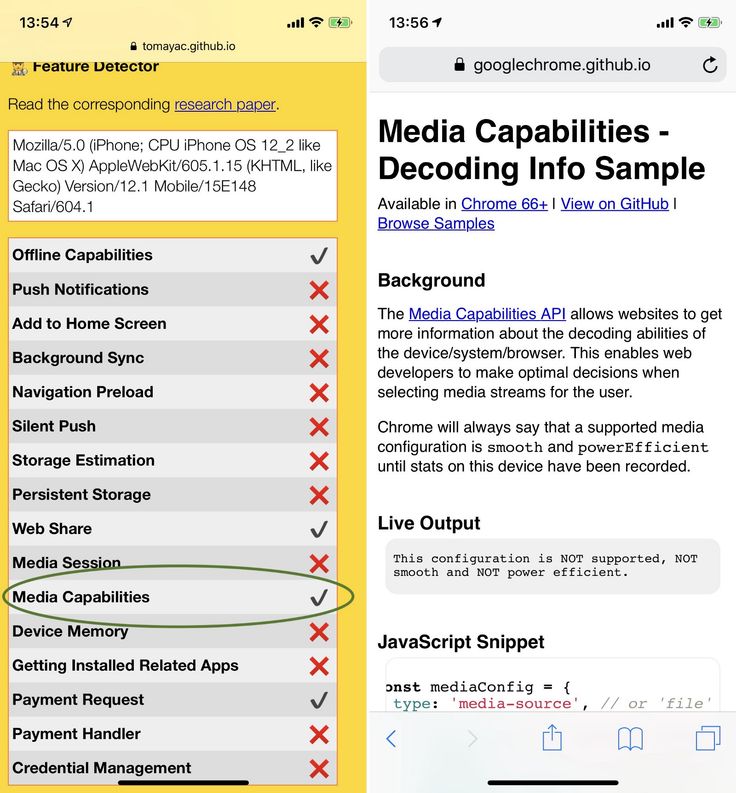 13:54
tomayac.github.io
Feature Detector
Read the corresponding research paper.
Mozilla/5.0 (iPhone; CPU iPhone OS 12_2 like
Mac OS X) AppleWebKit/605.1.15 (KHTML, like
Gecko) Version/12.1 Mobile/15E148
Safari/604.1
Offline Capabilities
Push Notifications
Add to Home Screen
Background Sync
Navigation Preload
Silent Push
Storage Estimation
Persistent Storage
Web Share
Media Session
Media Capabilities
Device Memory
Getting Installed Related Apps
Payment Request
Payment Handler
Credential Management
13:56
googlechrome.github.io
Media Capabilities -
Decoding Info Sample
Available in Chrome 66+ | View on GitHub |
Browse Samples
Background
The Media Capabilities API allows websites to get
more information about the decoding abilities of
the device/system/browser. This enables web
developers to make optimal decisions when
selecting media streams for the user.
Chrome will always say that a supported media
configuration is smooth and powerEfficient
until stats on this device have been recorded.
Live Output
This configuration is NOT supported, NOT
smooth and NOT power efficient.
JavaScript Snippet
onst mediaConfig = {
type: 'media-source', // or 'file'